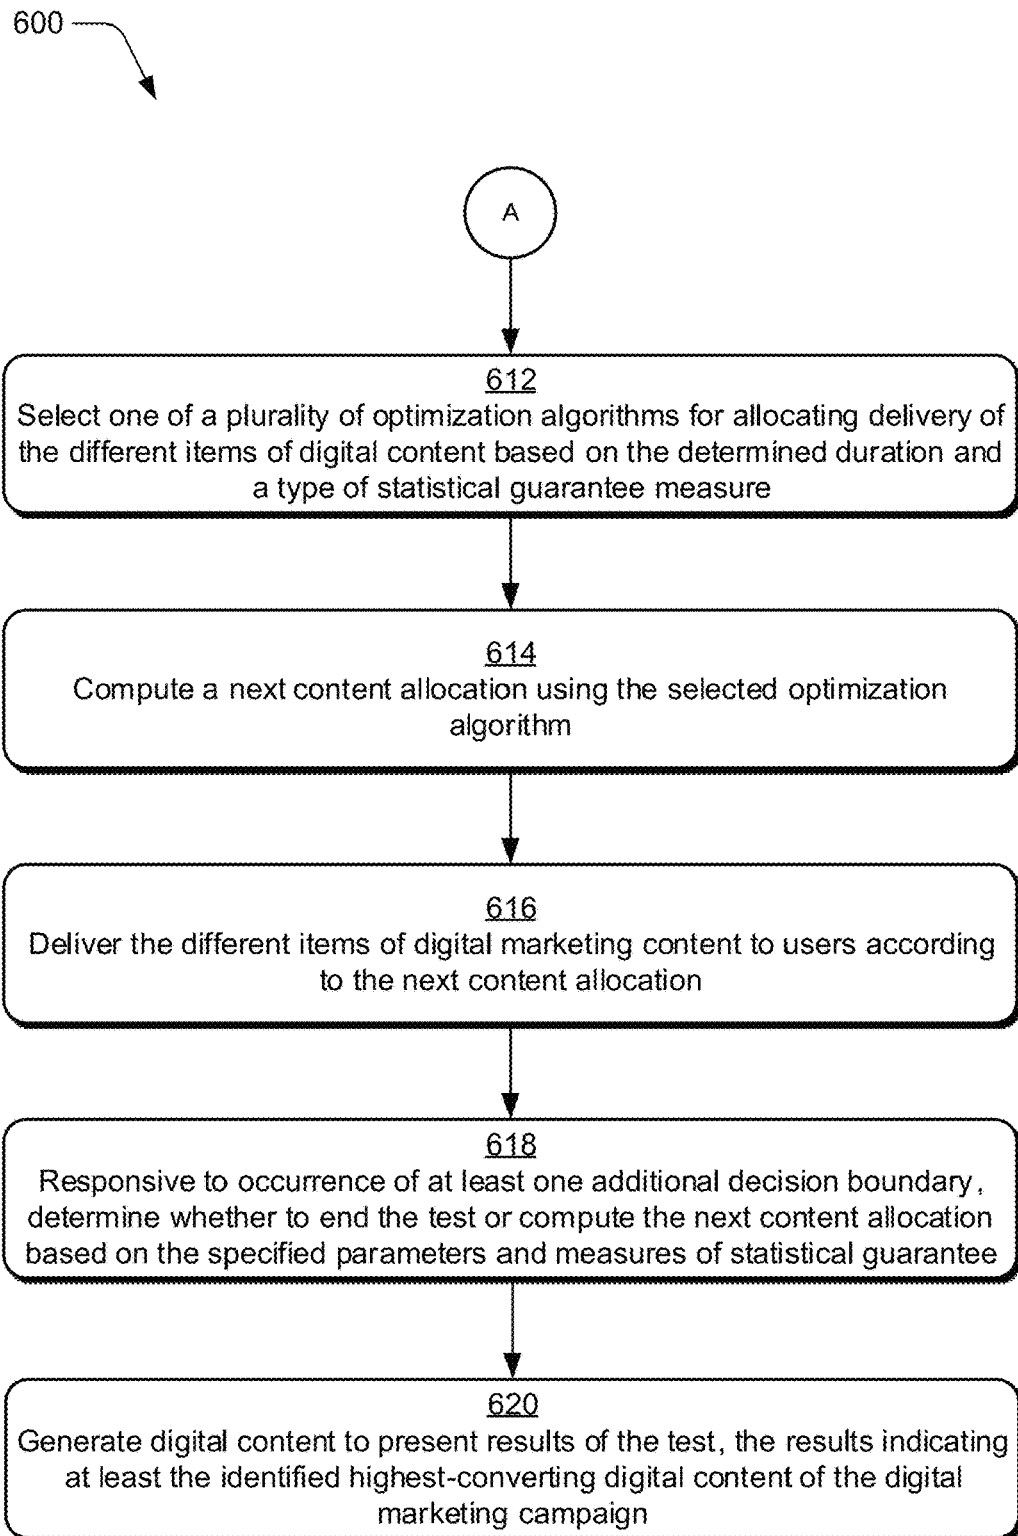 600
A
612
Select one of a plurality of optimization algorithms for allocating delivery of
the different items of digital content based on the determined duration and
a type of statistical guarantee measure
614
Compute a next content allocation using the selected optimization
algorithm
616
Deliver the different items of digital marketing content to users according
to the next content allocation
618
Responsive to occurrence of at least one additional decision boundary,
determine whether to end the test or compute the next content allocation
based on the specified parameters and measures of statistical guarantee
620
Generate digital content to present results of the test, the results indicating
at least the identified highest-converting digital content of the digital
marketing campaign